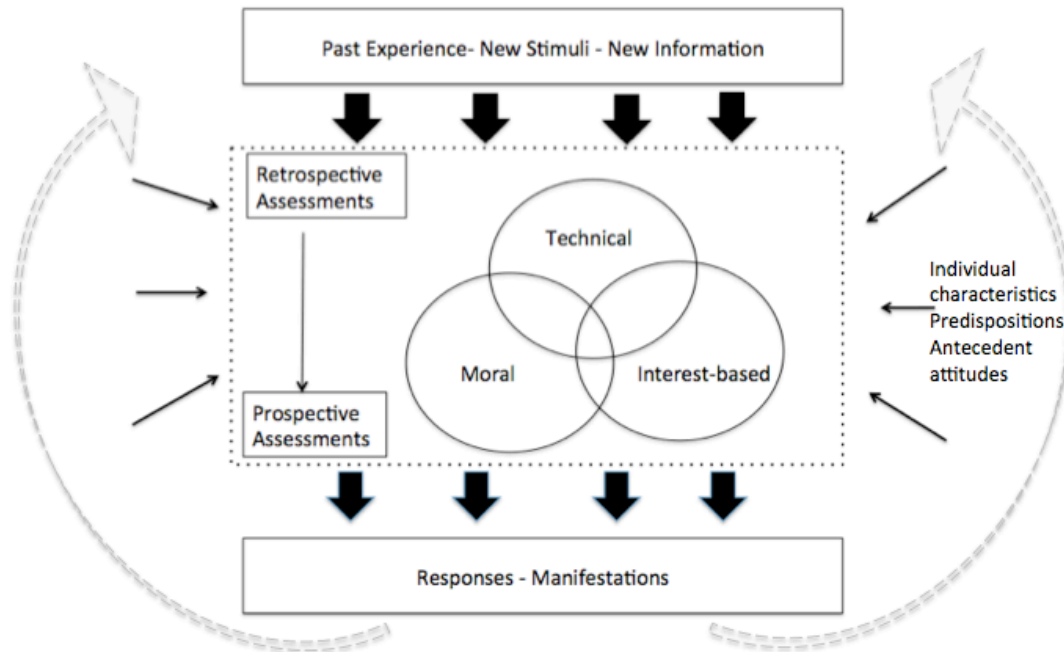 Past Experience- New Stimuli - New Information
Retrospective
Assessments
Technical
Individual
characteristics
Predispositions
Antecedent
attitudes
Moral
Interest-based
Prospective
Assessments
Responses - Manifestations